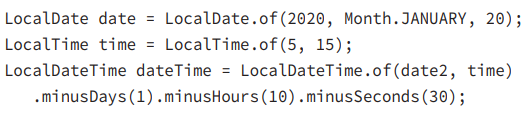 LocalDate date = LocalDate.of(2020, Month.JANUARY, 20);
LocalTime time = LocalTime.of(5, 15);
LocalDateTime dateTime = LocalDateTime.of(date2, time)
   .minusDays(1).minusHours(10).minusSeconds(30);